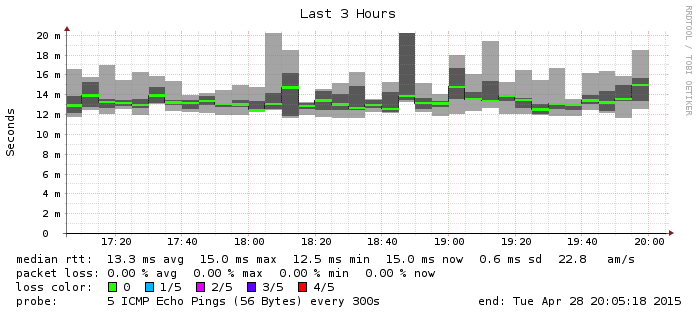 Last 3 Hours
RRDTOOL / TOBI OETIKER
Seconds
20 m
18 m
16 m
14 m
12 m
10 m
8 m
6 m
4 m
2 m
0
17:20 17:40 18:00 18:20 18:40 19:00 19:20 19:40 20:00
median rtt: 13.3 ms avg 15.0 ms max 12.5 ms min 15.0 ms now 0.6 ms sd 22.8 am/s
packet loss: 0.00 % avg 0.00 % max 0.00 % min 0.00 % now
loss color: 0 1/5 2/5 3/5 4/5
probe: 5 ICMP Echo Pings (56 Bytes) every 300s end: Tue Apr 28 20:05:18 2015